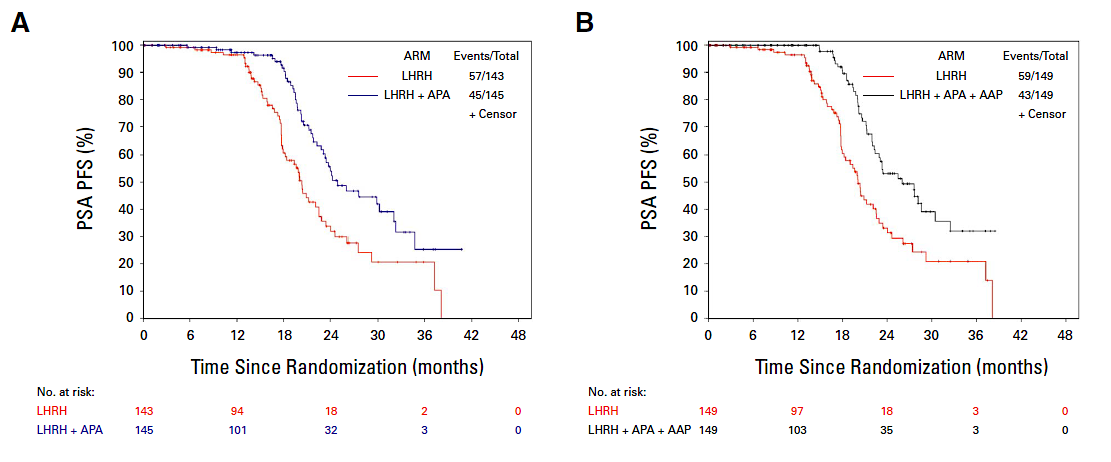 A
100
90
80
70
60
50
40
30
20
10
0
PSA PFS (%)
ARM Events/Total
LHRH 57/143
LHRH + APA 45/145
+ Censor
0 6 12 18 24 30 36 42 48
Time Since Randomization (months)
No. at risk:
LHRH 143 94 18 2 0
LHRH + APA 145 101 32 3 0
B
100
90
80
70
60
50
40
30
20
10
0
PSA PFS (%)
ARM Events/Total
LHRH 59/149
LHRH + APA + AAP 43/149
+ Censor
0 6 12 18 24 30 36 42 48
Time Since Randomization (months)
No. at risk:
LHRH 149 97 18 3 0
LHRH + APA + AAP 149 103 35 3 0